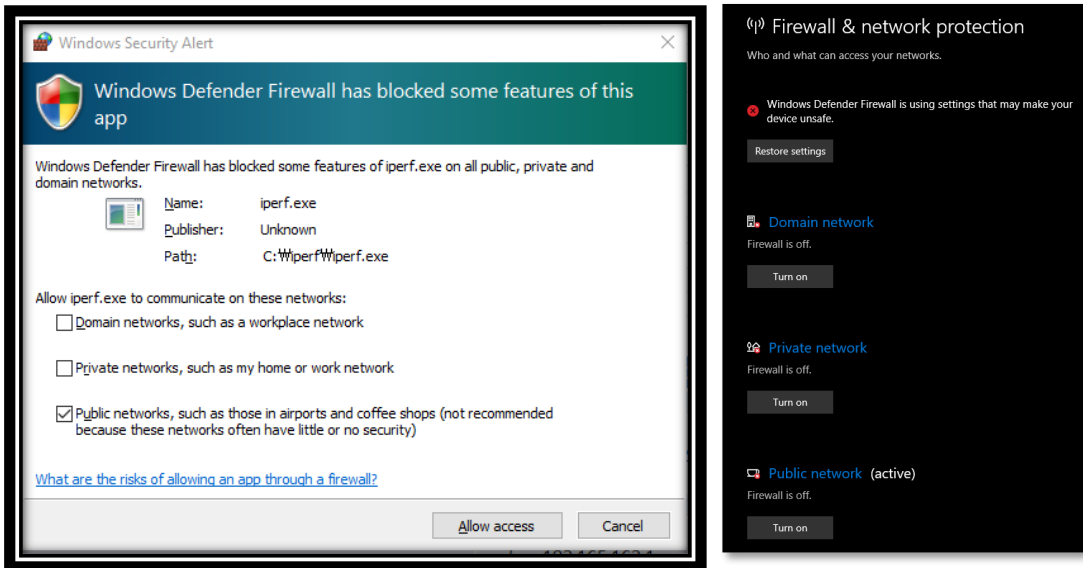 Windows Security Alert
Windows Defender Firewall has blocked some features of this
app
Windows Defender Firewall has blocked some features of iperf.exe on all public, private and
domain networks.
Name: iperf.exe
Publisher: Unknown
Path: C:₩iperf₩iperf.exe
Allow iperf.exe to communicate on these networks:
Domain networks, such as a workplace network
Private networks, such as my home or work network
Public networks, such as those in airports and coffee shops (not recommended
because these networks often have little or no security)
What are the risks of allowing an app through a firewall?
Allow access
Cancel
Firewall & network protection
Who and what can access your networks.
Windows Defender Firewall is using settings that may make your
device unsafe.
Restore settings
Domain network
Firewall is off.
Turn on
Private network
Firewall is off.
Turn on
Public network (active)
Firewall is off.
Turn on